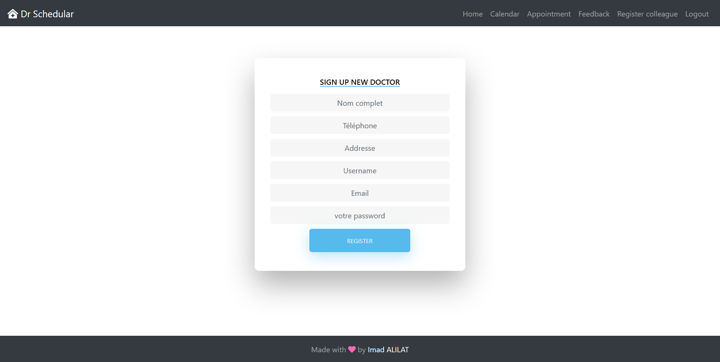 Dr Schedular
Home Calendar Appointment Feedback Register colleague Logout
SIGN UP NEW DOCTOR
Nom complet
Téléphone
Addresse
Username
Email
votre password
REGISTER
Made with by Imad ALILAT